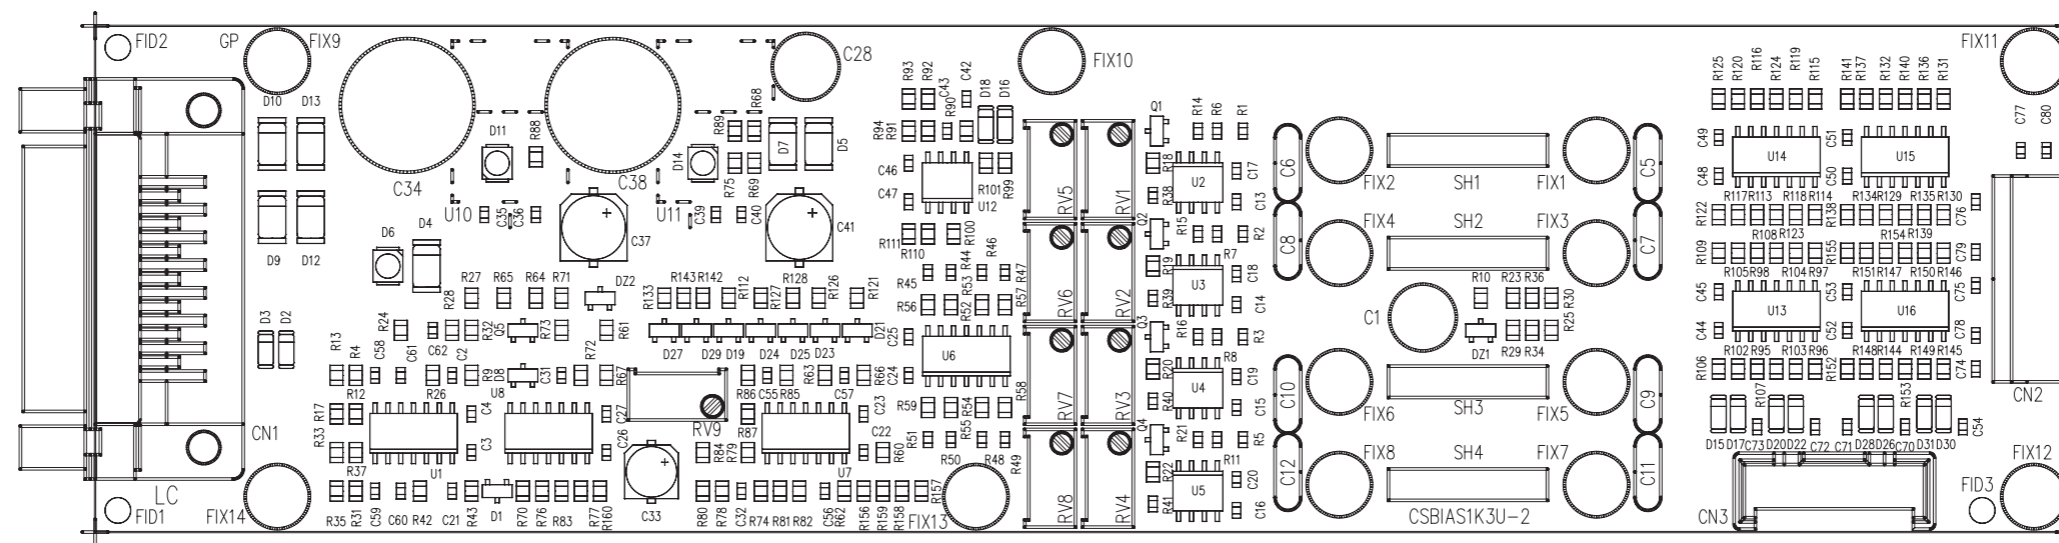 FID2 GP FIX9 C28 FIX10 FIX11
R93 R92 C42 C43 R90 D18 D16
R125 R120 R116 R124 R119 R115 R141 R137 R132 R140 R136 R131
D10 D13 D11 R88 R89 R68 D7 D5 R94 R91 Q1 R14 R6 R1 C77 C80
C34 C38 D14 R75 R69 C46 C47 R101 U12 R99 RV5 RV1 R18 R38 U2 C17 C13 C6 FIX2 SH1 FIX1 C5 C49 C48 U14 C51 C50 U15
R117 R113 R118 R114 R134 R129 R135 R130
U10 C35 C36 U11 C39 C40 C37 C41 R111 R110 R100 R46 Q2 R15 R2 C8 FIX4 SH2 FIX3 C7 R122 R138 C76
D9 D12 D6 D4 R108 R123 R154 R139 R109 R155 C79
R45 R44 R53 R47 R19 R7 U3 C18 R39 C14 RV6 RV2
R105 R98 R104 R97 R151 R147 R150 R146
R27 R65 R64 R71 DZ2 R143 R142 R133 R112 R127 R128 R126 R121 R56 R52 R57 R10 R23 R36 R30 C45 C53 C75
D3 D2 R28 R24 C62 C2 R32 Q5 R73 R61 D27 D29 D19 D24 D25 D23 D21 C25 U6 Q3 R16 R3 C1 DZ1 R29 R34 R25 C44 U13 C52 U16 C78
R102 R95 R103 R96 R148 R144 R149 R145
R13 R4 C58 C61 R9 D8 C31 R72 R67 R63 R66 C24 R58 R20 R8 U4 C19 R106 R152 C74
R12 R26 U8 R86 C55 R85 C57 R40 C15 C10 FIX6 SH3 FIX5 C9 CN2
R17 C4 C27 RV9 C23 R59 R54 RV7 RV3 R107 R153
CN1 R33 C3 C26 R87 C22 R51 R55 Q4 R21 R5 C54
D15 D17 C73 D20 D22 C72 C71 D28 D26 C70 D31 D30
R37 U1 R84 R79 U7 R60 R50 R48 R49 R22 R11 FIX8 SH4 FIX7 FIX12
LC C12 C11 U5 C20 FID3
FID1 FIX14 R35 R31 C59 C60 R42 C21 R43 D1 R70 R76 R83 R77 R160 C33 R80 R78 C32 R74 R81 R82 C56 R62 R156 R159 R158 R157 FIX13 RV8 RV4 R41 C16 CSBIAS1K3U-2 CN3